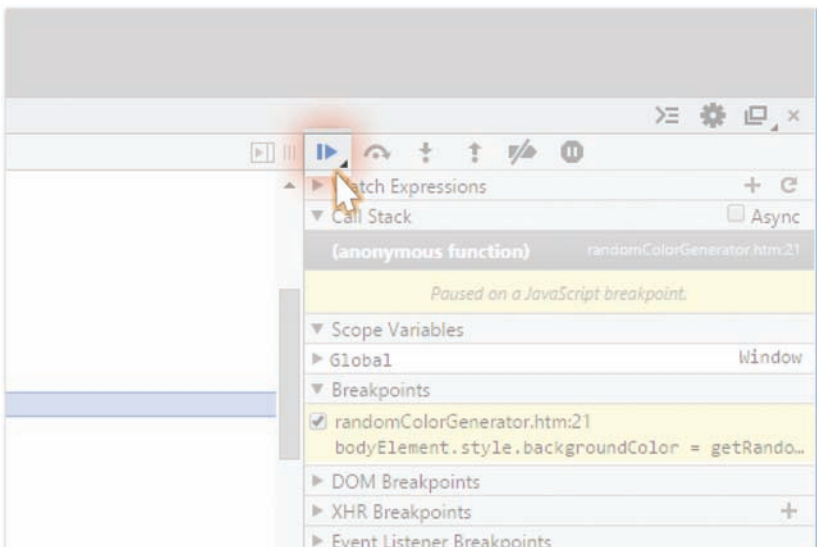 Watch Expressions
Call Stack
Async
(anonymous function)
randomColorGenerator.htm:21
Paused on a JavaScript breakpoint.
Scope Variables
Global
Window
Breakpoints
randomColorGenerator.htm:21
bodyElement.style.backgroundColor = getRando…
DOM Breakpoints
XHR Breakpoints
Event Listener Breakpoints